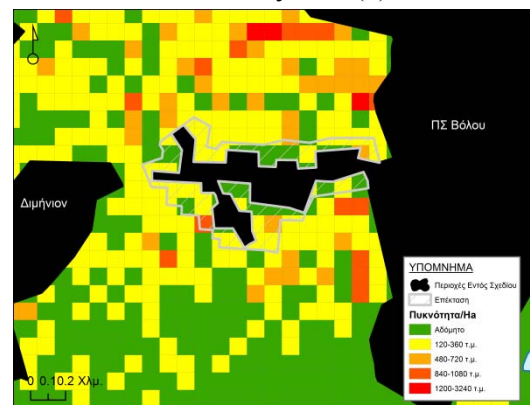 ΠΣ Βόλου
Διμήνιον
ΥΠΟΜΝΗΜΑ
Περιοχές Εντός Σχεδίου
Επέκταση
Πυκνότητα/Ha
Αδόμητο
120-360 τ.μ.
480-720 τ.μ.
840-1080 τ.μ.
1200-3240 τ.μ.
0 0.10.2 Χλμ.